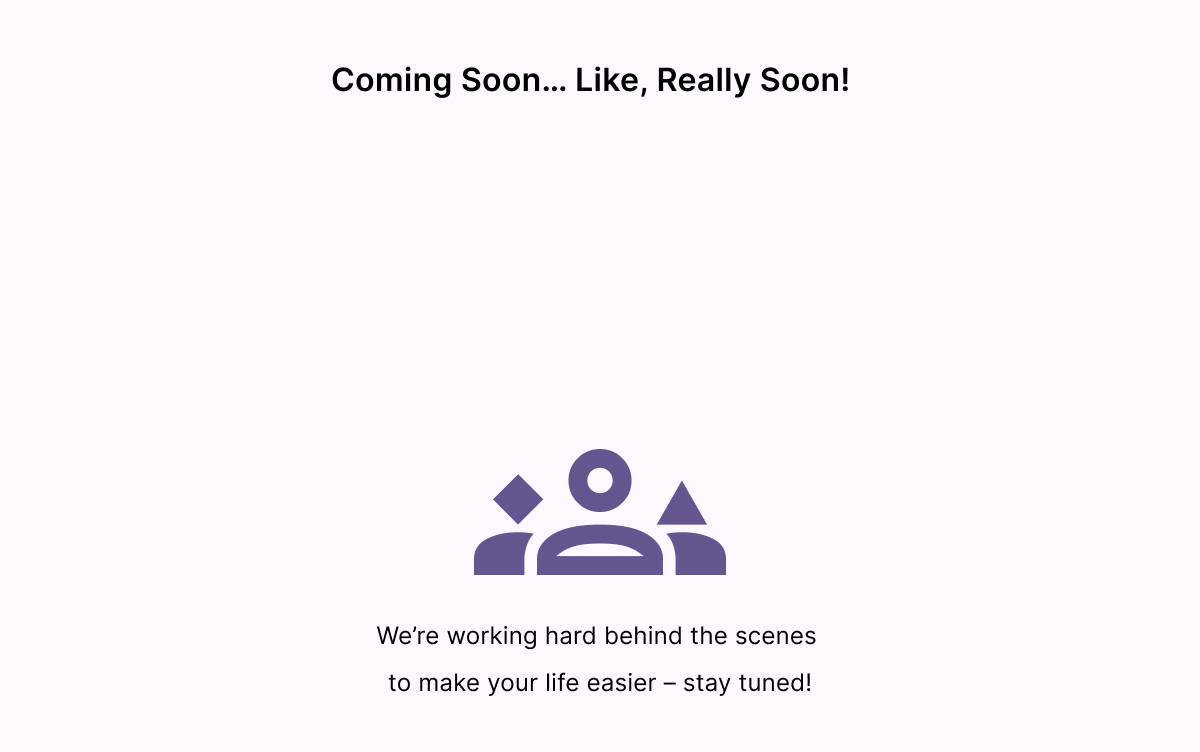 Coming Soon... Like, Really Soon!
We’re working hard behind the scenes
to make your life easier – stay tuned!